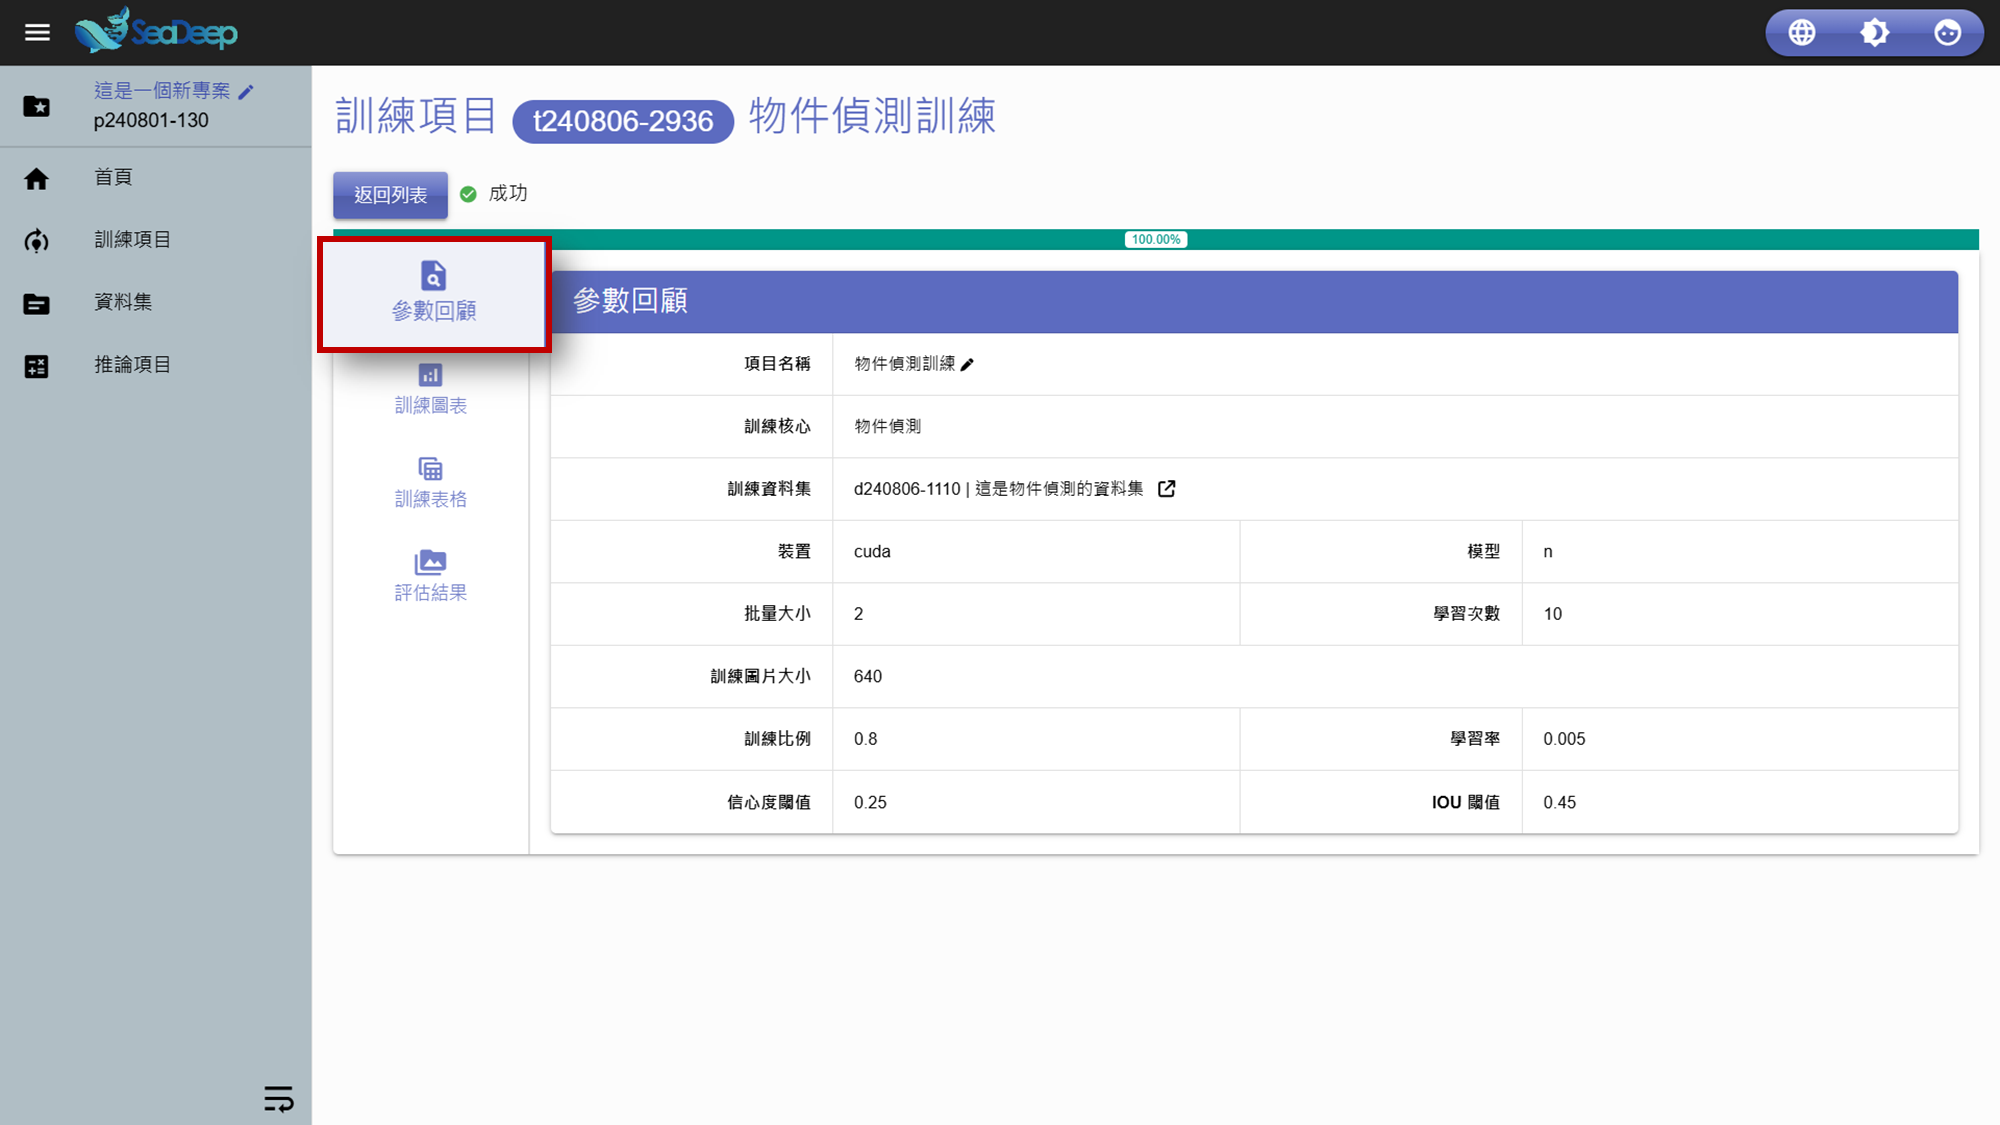 SeaDeep
這是一個新專案
p240801-130
首頁
訓練項目
資料集
推論項目
訓練項目 t240806-2936 物件偵測訓練
返回列表 成功
100.00%
參數回顧
訓練圖表
訓練表格
評估結果
參數回顧
項目名稱 物件偵測訓練
訓練核心 物件偵測
訓練資料集 d240806-1110 | 這是物件偵測的資料集
裝置 cuda 模型 n
批量大小 2 學習次數 10
訓練圖片大小 640
訓練比例 0.8 學習率 0.005
信心度閾值 0.25 IOU 閾值 0.45